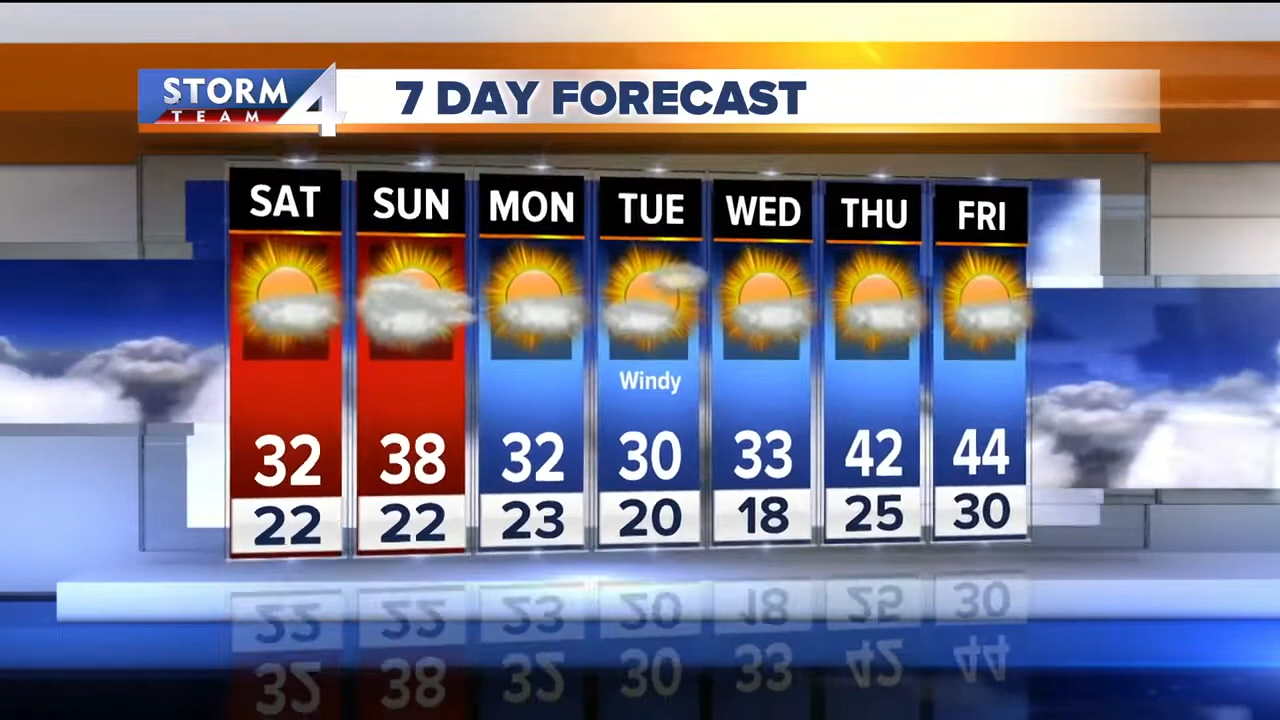 STORM TEAM 4
7 DAY FORECAST
SAT SUN MON TUE WED THU FRI
Windy
32 38 32 30 33 42 44
22 22 23 20 18 25 30